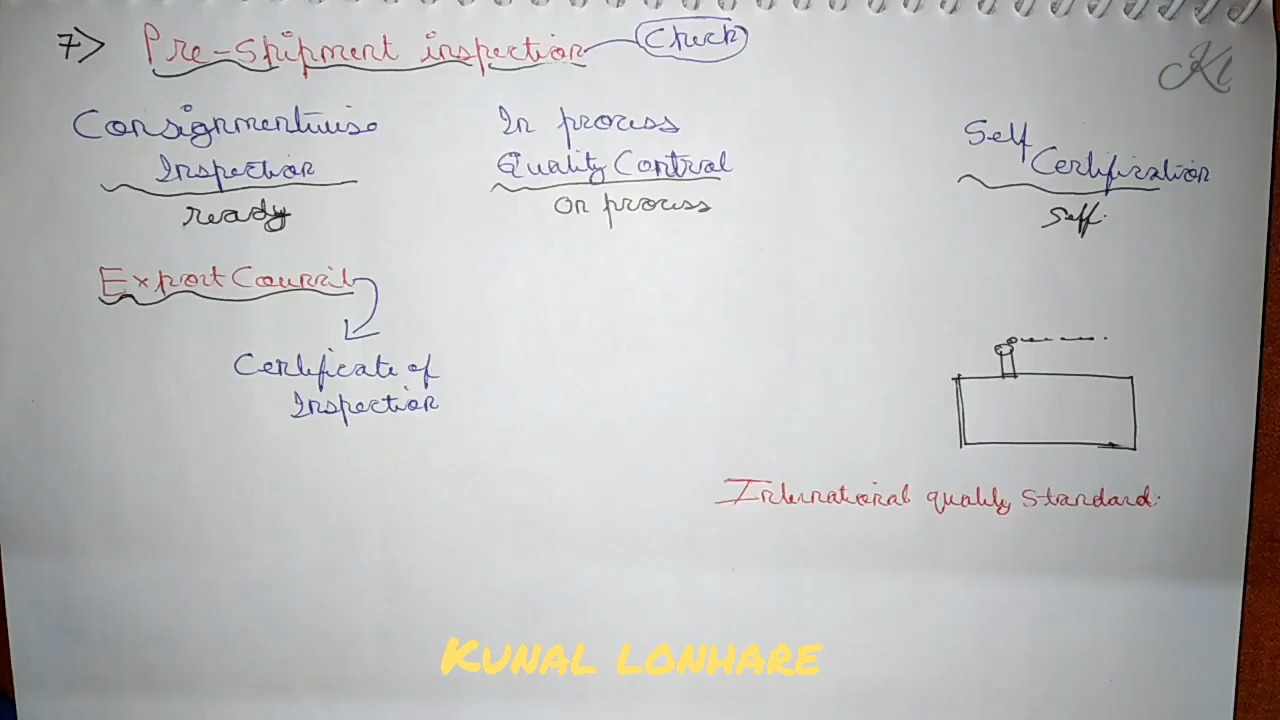 7> Pre-Shipment inspection Check
KL
Consignmentwise
Inspection
ready
In process
Quality Control
On process
Self
Certification
Self.
Export Council
Certificate of
Inspection
International quality Standard.
KUNAL LONHARE